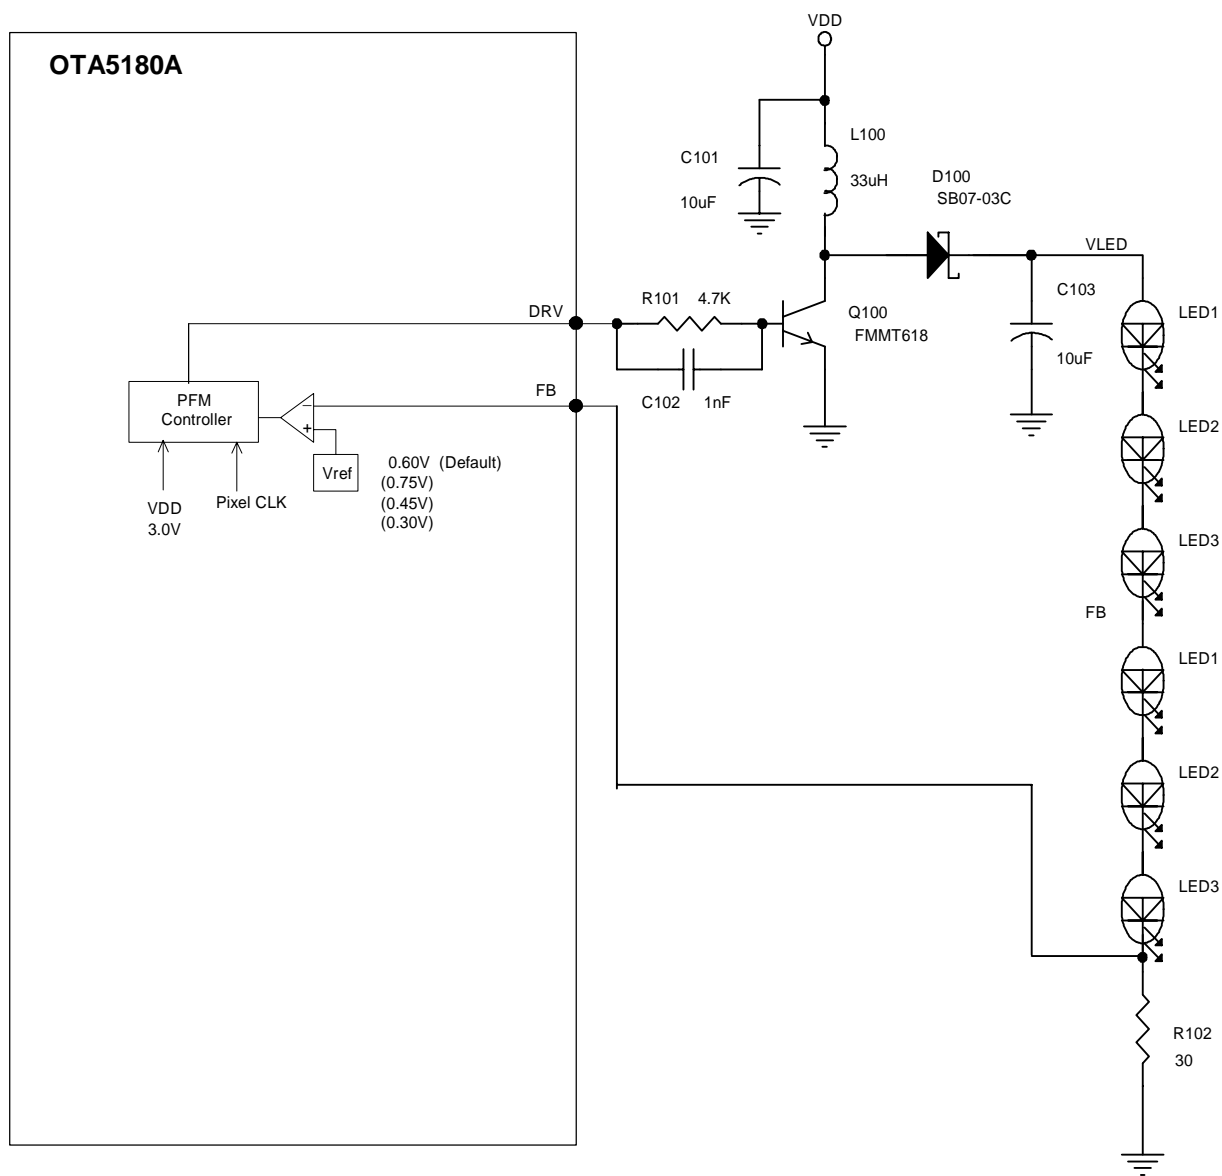 VDD
OTA5180A
L100
33uH
C101
10uF
D100
SB07-03C
VLED
C103
10uF
LED1
R101 4.7K
DRV
Q100
FMMT618
C102 1nF
FB
PFM
Controller
−
+
Vref
0.60V (Default)
(0.75V)
(0.45V)
(0.30V)
VDD
3.0V
Pixel CLK
LED2
LED3
FB
LED1
LED2
LED3
R102
30